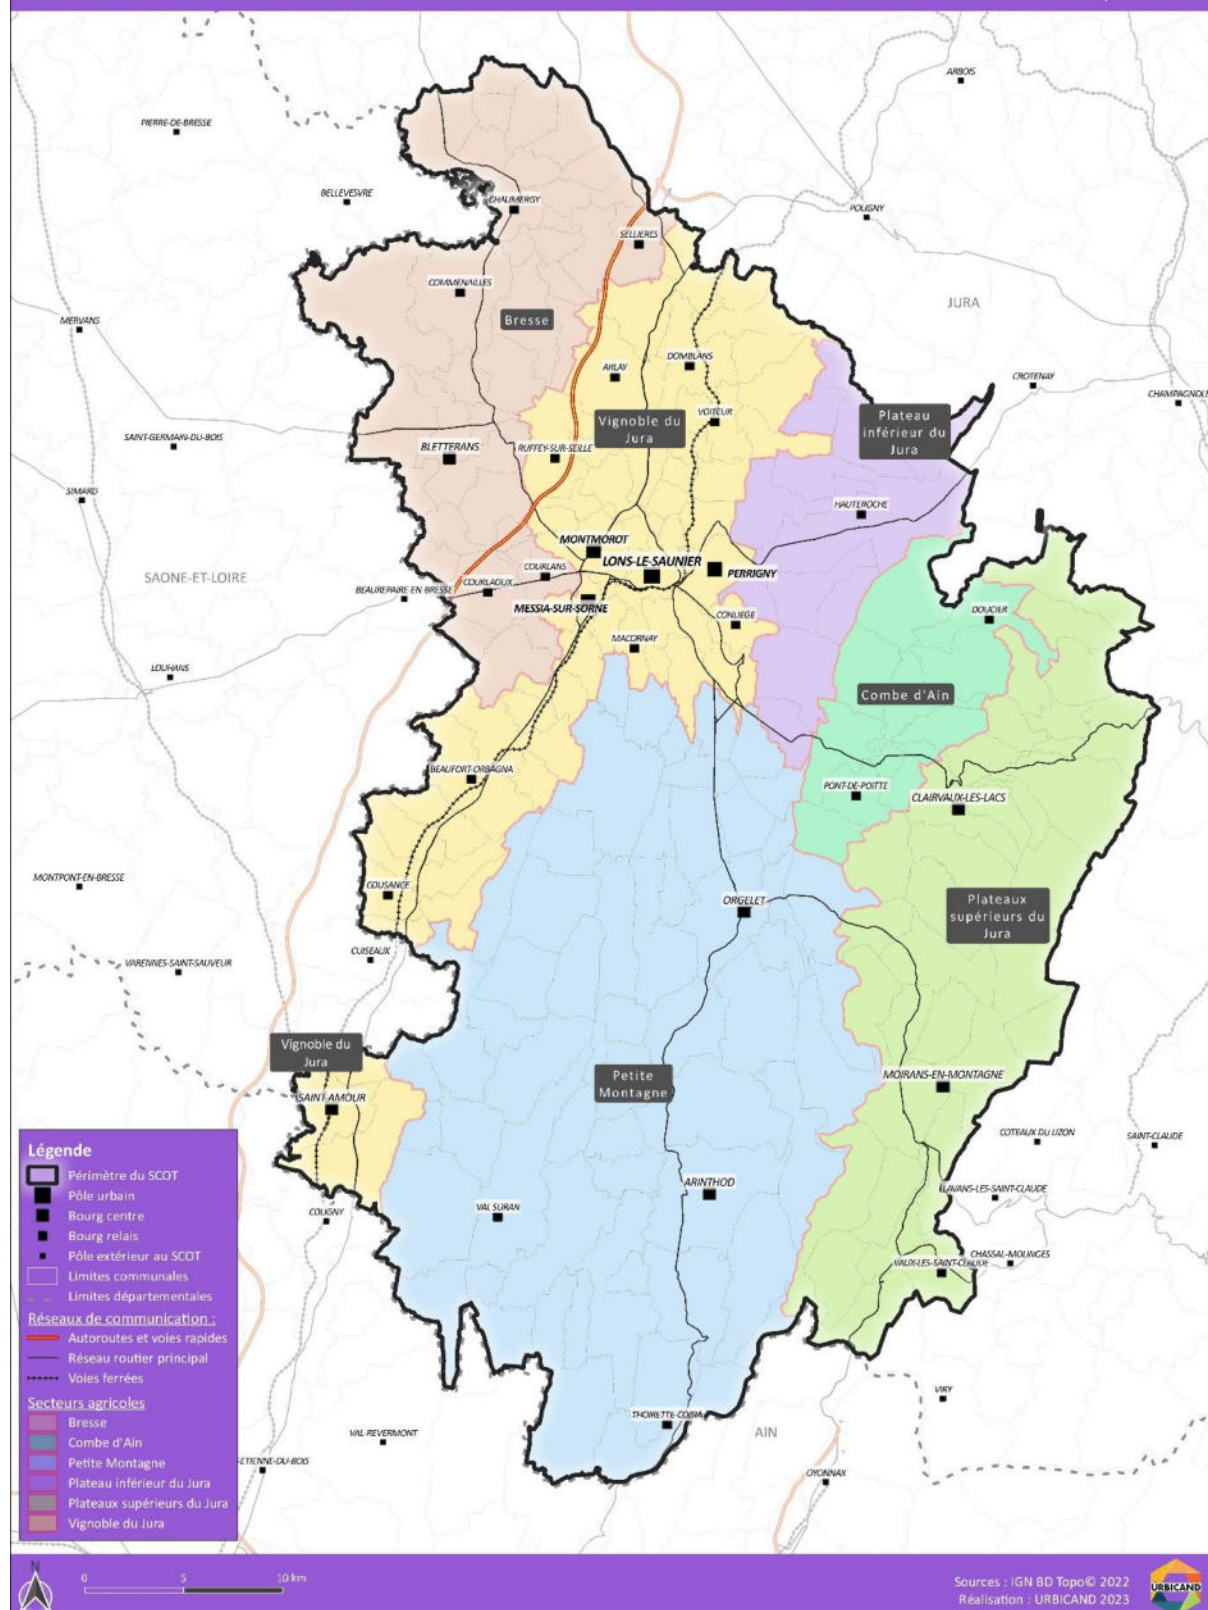 ARBOIS
PIERRE-DE-BRESSE
BELLEVESVRE
CHAUMERGY
POLIGNY
SELLIERES
COMMENAILLES
JURA
MERVANS
Bresse
DOMBLANS
ARLAY
CROTENAY
CHAMPAGNOLE
Vignoble du
Jura
VOITEUR
Plateau
inférieur du
Jura
SAINT-GERMAIN-DU-BOIS
BLETTERANS
RUFFEY-SUR-SEILLE
SIMARD
HAUTEROCHE
MONTMOROT
LONS-LE-SAUNIER
PERRIGNY
COURLANS
SAONE-ET-LOIRE
COURLAOUX
BEAUREPAIRE-EN-BRESSE
MESSIA-SUR-SORNE
DOUCIER
CONLIEGE
MACORNAY
LOUHANS
Combe d'Ain
BEAUFORT-ORBAGNA
PONT-DE-POITTE
CLAIRVAUX-LES-LACS
MONTPONT-EN-BRESSE
COUSANCE
ORGELET
Plateaux
supérieurs du
Jura
CUISEAUX
VARENNES-SAINT-SAUVEUR
Vignoble du
Jura
Petite
Montagne
MOIRANS-EN-MONTAGNE
SAINT-AMOUR
COTEAUX DU LIZON
SAINT-CLAUDE
ARINTHOD
LAVANS-LES-SAINT-CLAUDE
VAL SURAN
COLIGNY
CHASSAL-MOLINGES
VAUX-LES-SAINT-CLAUDE
VIRY
THOIRETTE-COISIA
AIN
VAL-REVERMONT
-ETIENNE-DU-BOIS
OYONNAX
Légende
Périmètre du SCOT
Pôle urbain
Bourg centre
Bourg relais
Pôle extérieur au SCOT
Limites communales
Limites départementales
Réseaux de communication :
Autoroutes et voies rapides
Réseau routier principal
Voies ferrées
Secteurs agricoles
Bresse
Combe d'Ain
Petite Montagne
Plateau inférieur du Jura
Plateaux supérieurs du Jura
Vignoble du Jura
N
0 5 10 km
Sources : IGN BD Topo© 2022
Réalisation : URBICAND 2023
URBICAND